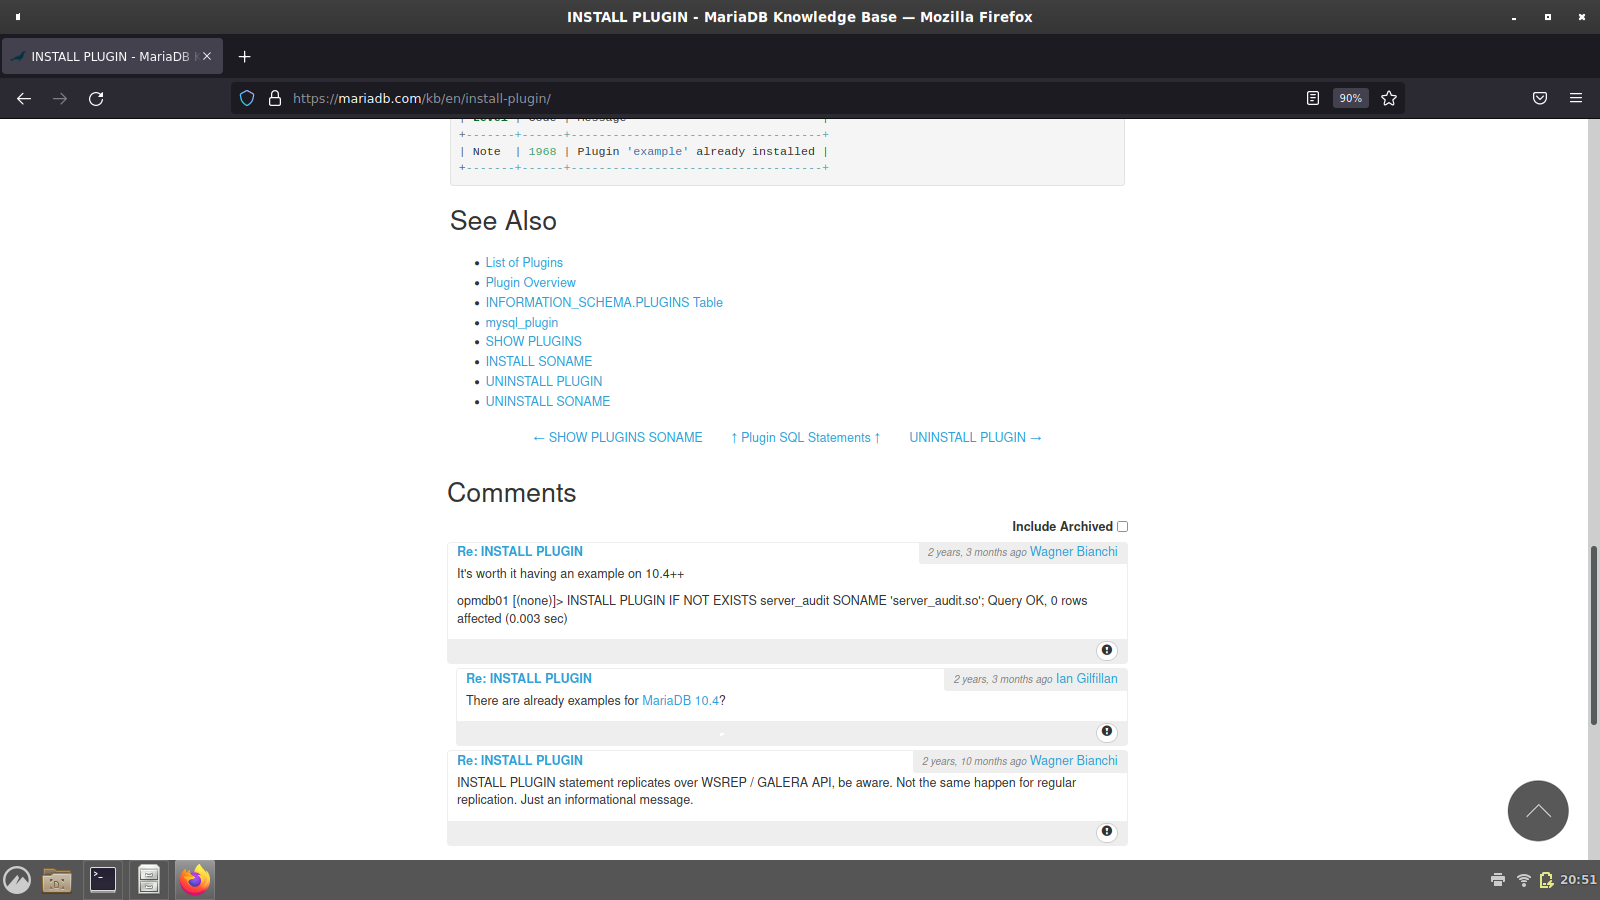 INSTALL PLUGIN - MariaDB Knowledge Base — Mozilla Firefox
INSTALL PLUGIN - MariaDB K
https://mariadb.com/kb/en/install-plugin/
90%
| Level | Code | Message                            |
+-------+------+------------------------------------+
| Note  | 1968 | Plugin 'example' already installed |
+-------+------+------------------------------------+
See Also
• List of Plugins
• Plugin Overview
• INFORMATION_SCHEMA.PLUGINS Table
• mysql_plugin
• SHOW PLUGINS
• INSTALL SONAME
• UNINSTALL PLUGIN
• UNINSTALL SONAME
← SHOW PLUGINS SONAME ↑ Plugin SQL Statements ↑ UNINSTALL PLUGIN →
Comments
Include Archived
Re: INSTALL PLUGIN 2 years, 3 months ago Wagner Bianchi
It's worth it having an example on 10.4++
opmdb01 [(none)]> INSTALL PLUGIN IF NOT EXISTS server_audit SONAME 'server_audit.so'; Query OK, 0 rows
affected (0.003 sec)
Re: INSTALL PLUGIN 2 years, 3 months ago Ian Gilfillan
There are already examples for MariaDB 10.4?
Re: INSTALL PLUGIN 2 years, 10 months ago Wagner Bianchi
INSTALL PLUGIN statement replicates over WSREP / GALERA API, be aware. Not the same happen for regular
replication. Just an informational message.
20:51